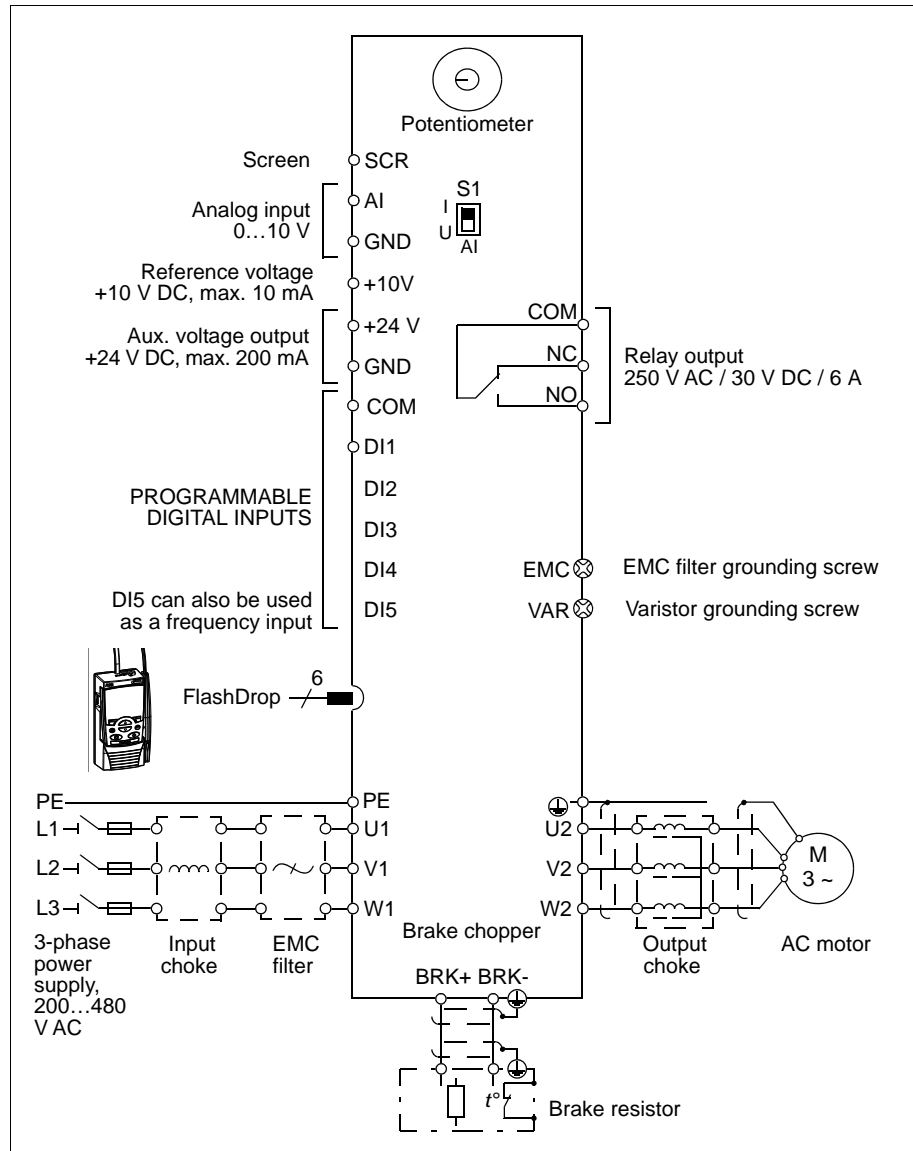 Potentiometer
Screen
SCR
S1
I
U
AI
Analog input
0…10 V
AI
GND
Reference voltage
+10 V DC, max. 10 mA
+10V
Aux. voltage output
+24 V DC, max. 200 mA
+24 V
GND
COM
NC
NO
Relay output
250 V AC / 30 V DC / 6 A
PROGRAMMABLE
DIGITAL INPUTS
COM
DI1
DI2
DI3
DI4
DI5
DI5 can also be used
as a frequency input
EMC
EMC filter grounding screw
VAR
Varistor grounding screw
FlashDrop
6
PE
L1
L2
L3
PE
U1
V1
W1
U2
V2
W2
M
3 ~
3-phase
power
supply,
200…480
V AC
Input
choke
EMC
filter
Brake chopper
BRK+ BRK-
Output
choke
AC motor
t°
Brake resistor